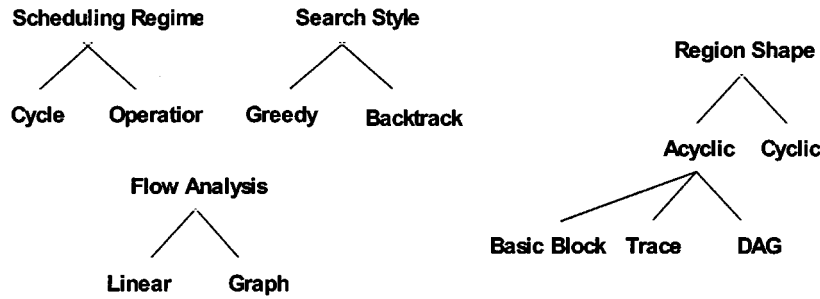 Scheduling Regime
Search Style
Region Shape
Cycle
Operatior
Greedy
Backtrack
Acyclic
Cyclic
Flow Analysis
Basic Block
Trace
DAG
Linear
Graph